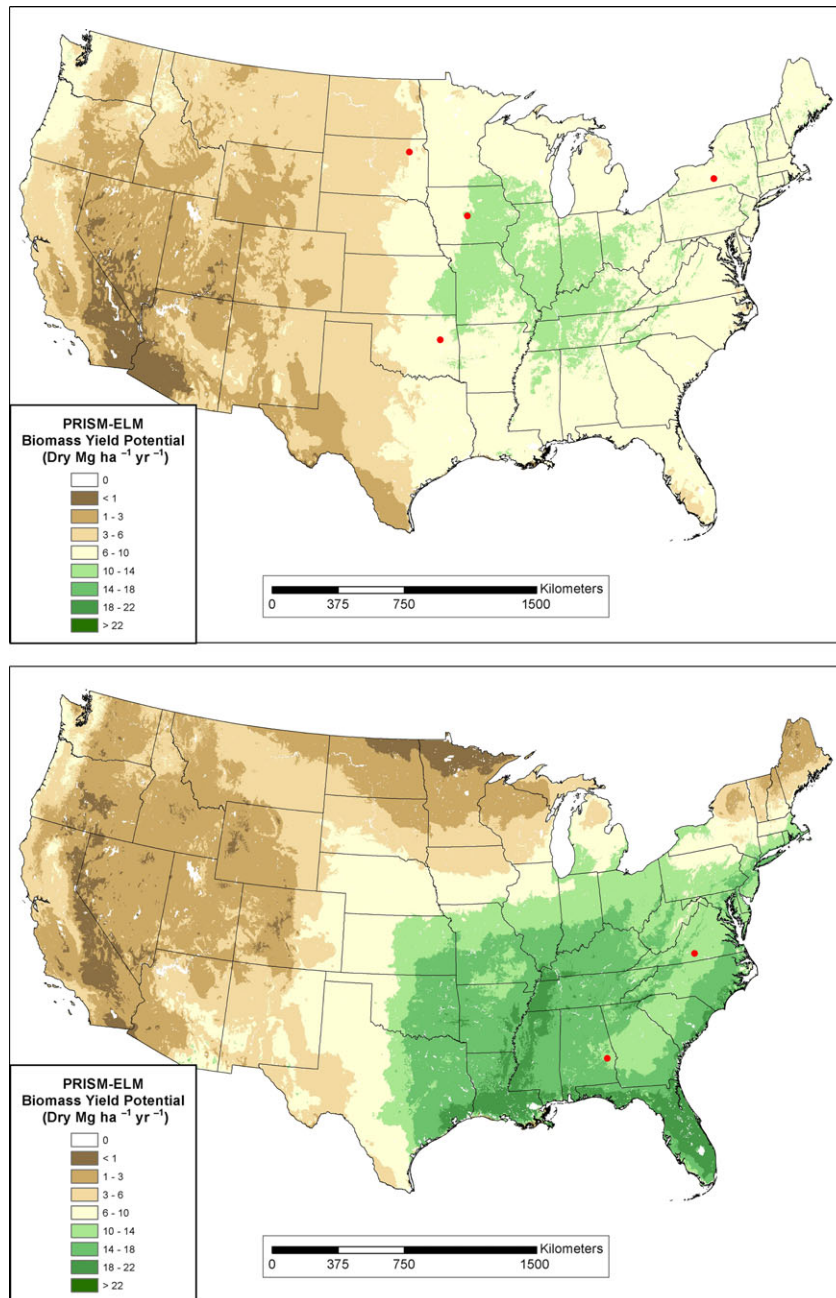 PRISM-ELM
Biomass Yield Potential
(Dry Mg ha ⁻¹ yr ⁻¹)
0
< 1
1 - 3
3 - 6
6 - 10
10 - 14
14 - 18
18 - 22
> 22
Kilometers
0 375 750 1500
PRISM-ELM
Biomass Yield Potential
(Dry Mg ha ⁻¹ yr ⁻¹)
0
< 1
1 - 3
3 - 6
6 - 10
10 - 14
14 - 18
18 - 22
> 22
Kilometers
0 375 750 1500